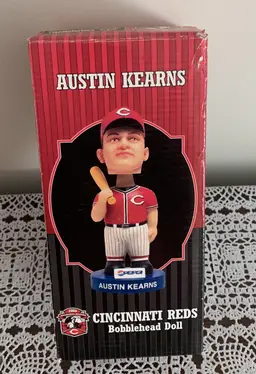 AUSTIN KEARNS
C
C
PEPSI
AUSTIN KEARNS
CINCINNATI REDS
Bobblehead Doll